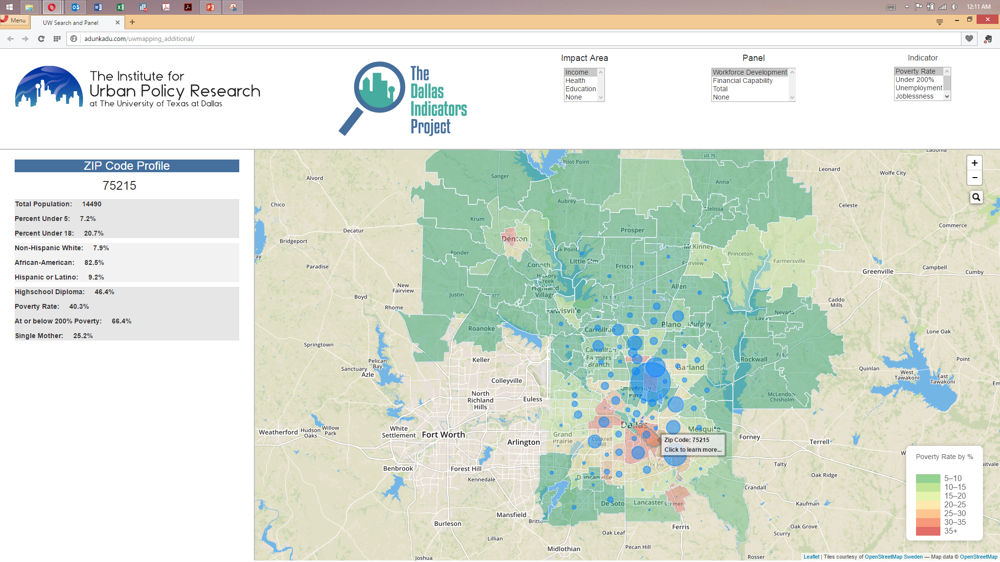 12:11 AM
Menu
UW Search and Panel
adunkadu.com/uwmapping_additional/
The Institute for
Urban Policy Research
at The University of Texas at Dallas
The
Dallas
Indicators
Project
Impact Area
Income
Health
Education
None
Panel
Workforce Development
Financial Capability
Total
None
Indicator
Poverty Rate
Under 200%
Unemployment
Joblessness
ZIP Code Profile
75215
Total Population: 14490
Percent Under 5: 7.2%
Percent Under 18: 20.7%
Non-Hispanic White: 7.9%
African-American: 82.5%
Hispanic or Latino: 9.2%
Highschool Diploma: 46.4%
Poverty Rate: 40.3%
At or below 200% Poverty: 66.4%
Single Mother: 25.2%
Ladonia
US 75
Pilot Point
+
−
Leonard
Wolfe City
Alvord
Sanger
Anna
Chico
Aubrey
Celeste
Melissa
Krum
Commerce
Decatur
Prosper
Bridgeport
Denton
Oak Point
McKinney
Princeton
Ponder
Little Elm
Farmersville
Paradise
Corinth
Frisco
Fairview
Greenville
Campbell
Cumby
Hickory
Creek
New
Fairview
Highland
Village
Allen
Boyd
Justin
US 377
TX 121
Caddo
Mills
Rhome
Lewisville
Nevada
Lavon
Roanoke
Carrollton
Plano
Murphy
Lone Oak
Springtown
Carrollton
Farmers
Branch
Fate
Keller
Rockwall
Point
Pelican
Bay
Sanctuary
Azle
Garland
Quinlan
West
Tawakoni
East
Tawakoni
Colleyville
University
Park
Em
North
Richland
Hills
Euless
McLendon-
Chisholm
Dallas
Mesquite
White
Settlement
Fort Worth
Weatherford
Hudson
Oaks
Willow
Park
Grand
Prairie
Cockrell
Hill
Forney
Terrell
Arlington
Zip Code: 75215
Click to learn more...
Benbrook
Forest Hill
TX 310
Talty
Kennedale
Duncanville
Oak Ridge
Crandall
De Soto
Lancaster
Wilmer
Kaufman
Mansfield
Britton
Burleson
Ferris
Oak Grove
Oak Leaf
Scurry
Lillian
Pecan Hill
Midlothian
Joshua
Rosser
Poverty Rate by %
5–10
10–15
15–20
20–25
25–30
30–35
35+
Leaflet | Tiles courtesy of OpenStreetMap Sweden — Map data © OpenStreetMap